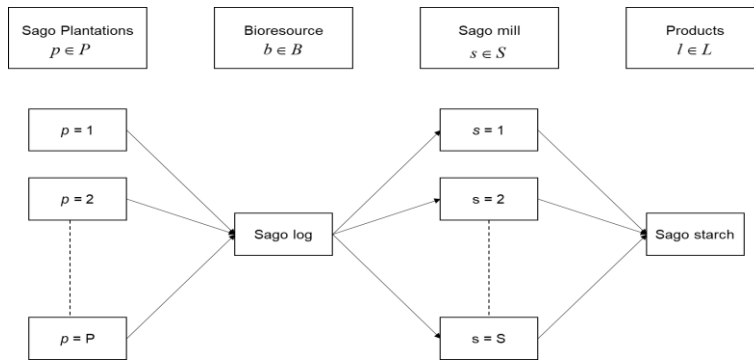 Sago Plantations
p ∈ P
Bioresource
b ∈ B
Sago mill
s ∈ S
Products
l ∈ L
p = 1
s = 1
p = 2
s = 2
Sago log
Sago starch
p = P
s = S